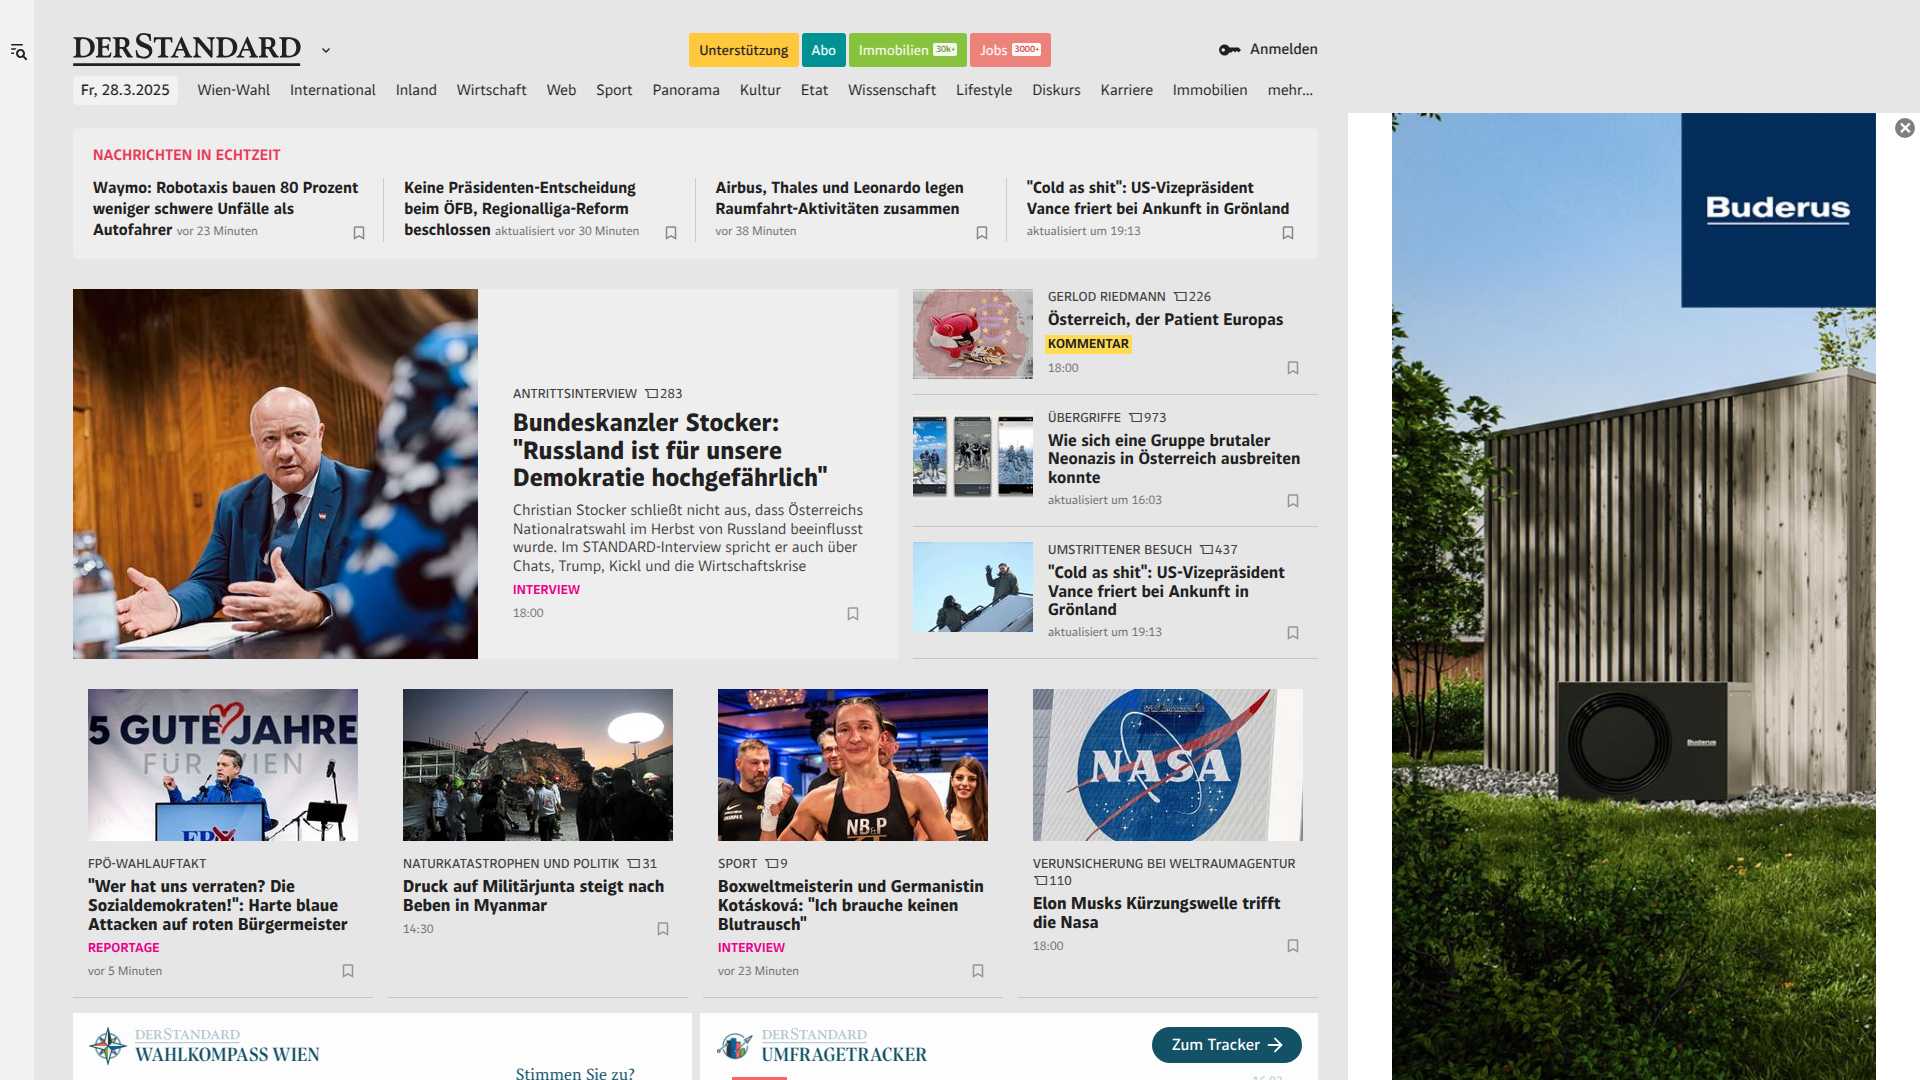 DERSTANDARD
Unterstützung
Abo
Immobilien 30k+
Jobs 3000+
Anmelden
Fr, 28.3.2025
Wien-Wahl
International
Inland
Wirtschaft
Web
Sport
Panorama
Kultur
Etat
Wissenschaft
Lifestyle
Diskurs
Karriere
Immobilien
mehr...
NACHRICHTEN IN ECHTZEIT
Waymo: Robotaxis bauen 80 Prozent
weniger schwere Unfälle als
Autofahrer vor 23 Minuten
Keine Präsidenten-Entscheidung
beim ÖFB, Regionalliga-Reform
beschlossen aktualisiert vor 30 Minuten
Airbus, Thales und Leonardo legen
Raumfahrt-Aktivitäten zusammen
vor 38 Minuten
"Cold as shit": US-Vizepräsident
Vance friert bei Ankunft in Grönland
aktualisiert um 19:13
ANTRITTSINTERVIEW 283
Bundeskanzler Stocker:
"Russland ist für unsere
Demokratie hochgefährlich"
Christian Stocker schließt nicht aus, dass Österreichs
Nationalratswahl im Herbst von Russland beeinflusst
wurde. Im STANDARD-Interview spricht er auch über
Chats, Trump, Kickl und die Wirtschaftskrise
INTERVIEW
18:00
GERLOD RIEDMANN 226
Österreich, der Patient Europas
KOMMENTAR
18:00
ÜBERGRIFFE 973
Wie sich eine Gruppe brutaler
Neonazis in Österreich ausbreiten
konnte
aktualisiert um 16:03
UMSTRITTENER BESUCH 437
"Cold as shit": US-Vizepräsident
Vance friert bei Ankunft in
Grönland
aktualisiert um 19:13
5 GUTE JAHRE
FÜR WIEN
FPÖ-WAHLAUFTAKT
"Wer hat uns verraten? Die
Sozialdemokraten!": Harte blaue
Attacken auf roten Bürgermeister
REPORTAGE
vor 5 Minuten
NATURKATASTROPHEN UND POLITIK 31
Druck auf Militärjunta steigt nach
Beben in Myanmar
14:30
NB&P
SPORT 9
Boxweltmeisterin und Germanistin
Kotásková: "Ich brauche keinen
Blutrausch"
INTERVIEW
vor 23 Minuten
NASA
VERUNSICHERUNG BEI WELTRAUMAGENTUR
110
Elon Musks Kürzungswelle trifft
die Nasa
18:00
DERSTANDARD
WAHLKOMPASS WIEN
Stimmen Sie zu?
DERSTANDARD
UMFRAGETRACKER
Zum Tracker
Buderus
Buderus